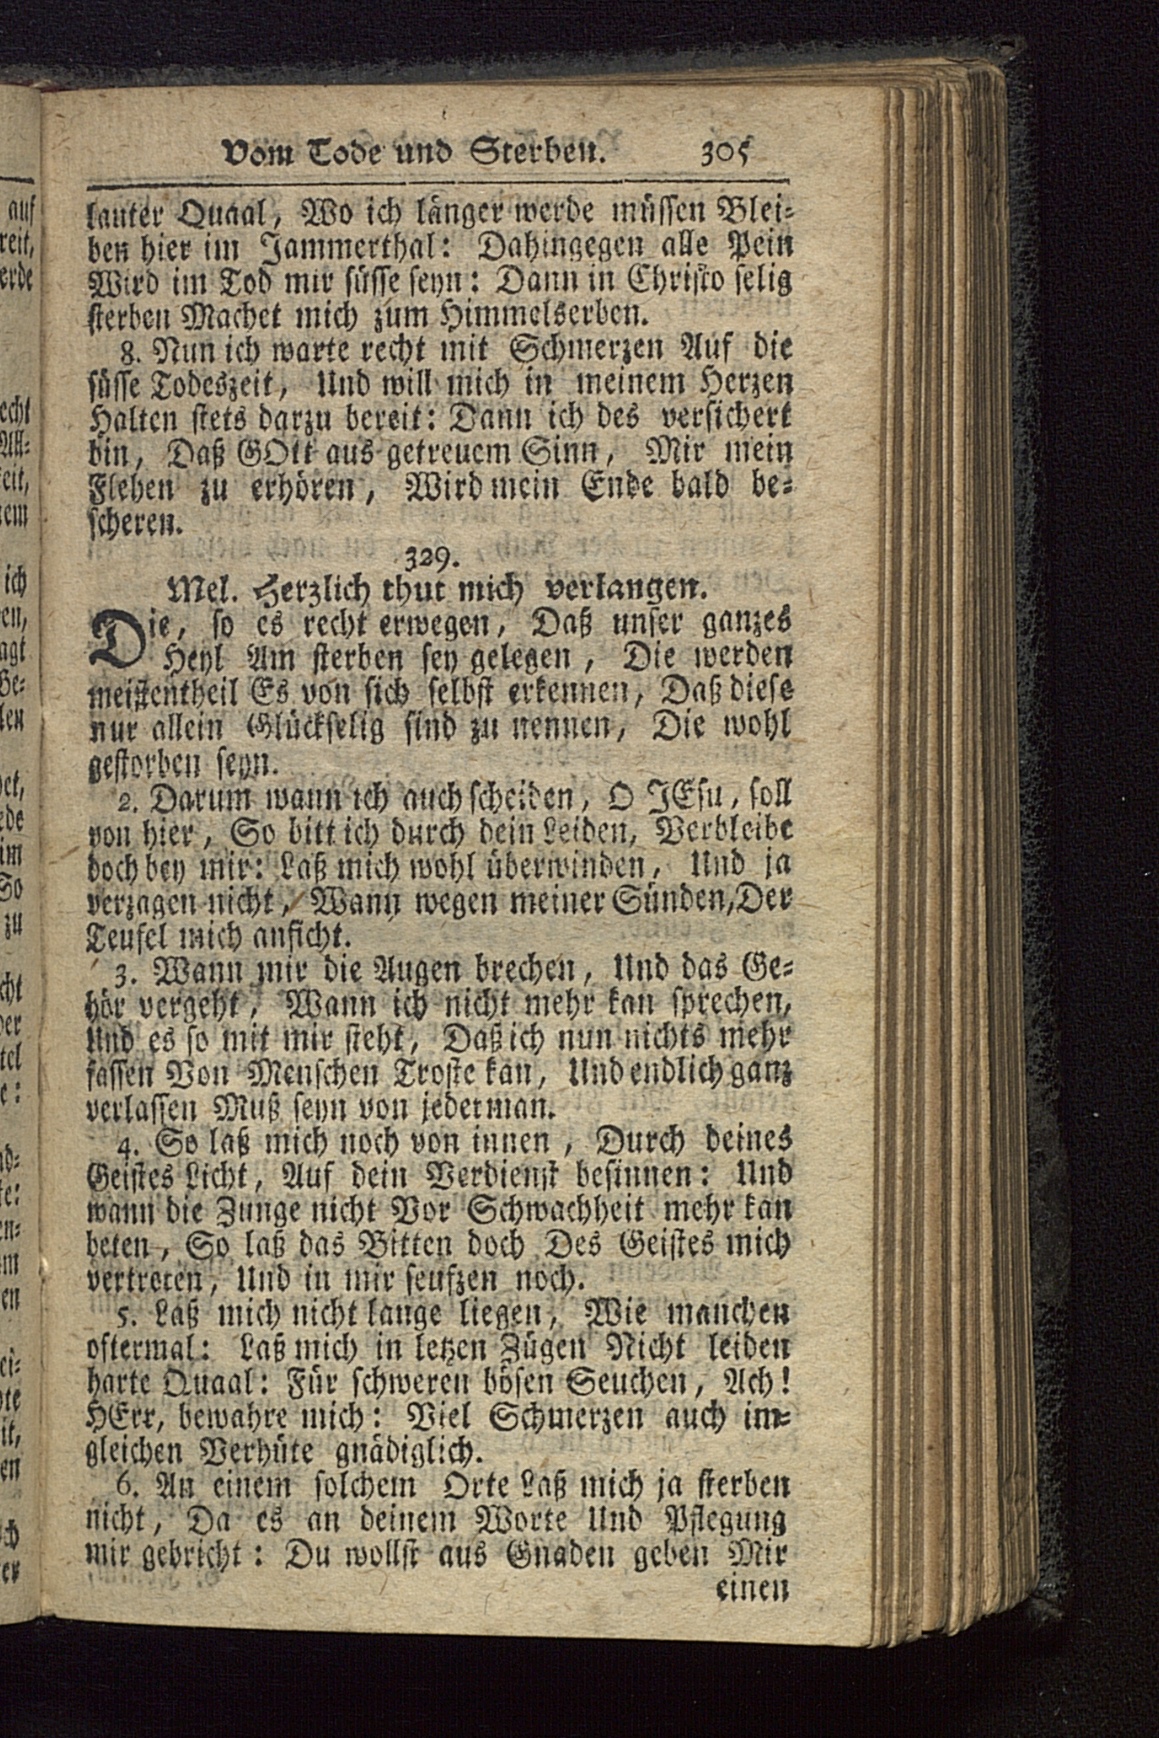 Vom Tode und Sterben. 305
lauter Quaal, Wo ich länger werde müssen Blei-
ben hier im Jammerthal: Dahingegen alle Pein
Wird im Tod mir süsse seyn: Dann in Christo selig
sterben Machet mich zum Himmelserben.
8. Nun ich warte recht mit Schmerzen Auf die
süsse Todeszeit, Und will mich in meinem Herzen
Halten stets darzu bereit: Dann ich des versichert
bin, Daß GOtt aus getreuem Sinn, Mir mein
Flehen zu erhören, Wird mein Ende bald be-
scheren.
329.
Mel. Herzlich thut mich verlangen.
Die, so es recht erwegen, Daß unser ganzes
Heyl Am sterben sey gelegen, Die werden
meistentheil Es von sich selbst erkennen, Daß diese
nur allein Glückselig sind zu nennen, Die wohl
gestorben seyn.
2. Darum wann ich auch scheiden, O JEsu, soll
von hier, So bitt ich durch dein Leiden, Verbleibe
doch bey mir: Laß mich wohl überwinden, Und ja
verzagen nicht, Wann wegen meiner Sünden, Der
Teufel mich anficht.
3. Wann mir die Augen brechen, Und das Ge-
hör vergeht, Wann ich nicht mehr kan sprechen,
Und es so mit mir steht, Daß ich nun nichts mehr
fassen Von Menschen Troste kan, Und endlich ganz
verlassen Muß seyn von jederman.
4. So laß mich noch von innen, Durch deines
Geistes Licht, Auf dein Verdienst besinnen: Und
wann die Zunge nicht Vor Schwachheit mehr kan
beten, So laß das Bitten doch Des Geistes mich
vertreten, Und in mir seufzen noch.
5. Laß mich nicht lange liegen, Wie manchen
oftermal: Laß mich in letzen Zügen Nicht leiden
harte Quaal: Für schweren bösen Seuchen, Ach!
HErr, bewahre mich: Viel Schmerzen auch im-
gleichen Verhüte gnädiglich.
6. An einem solchem Orte Laß mich ja sterben
nicht, Da es an deinem Worte Und Pflegung
mir gebricht: Du wollst aus Gnaden geben Mir
einen